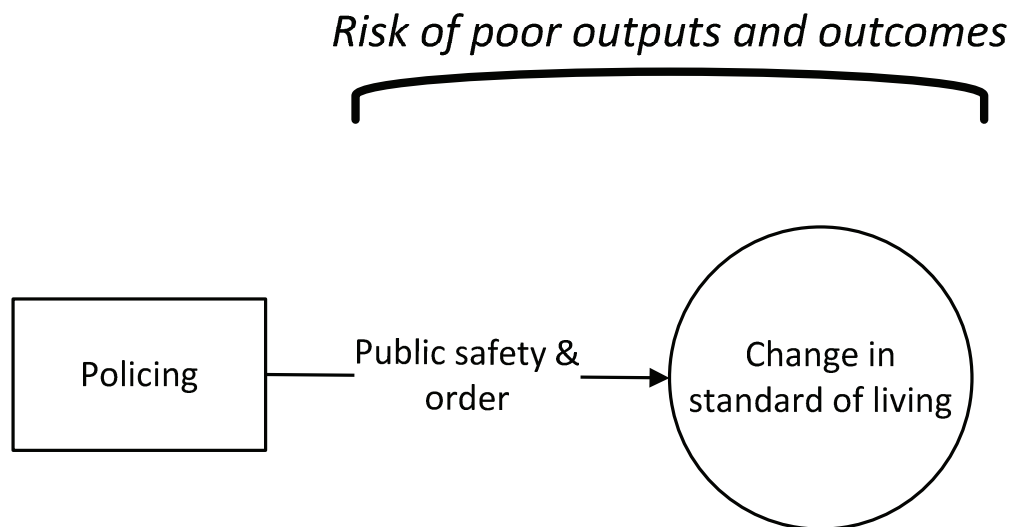 Risk of poor outputs and outcomes
Policing
Public safety &
order
Change in
standard of living